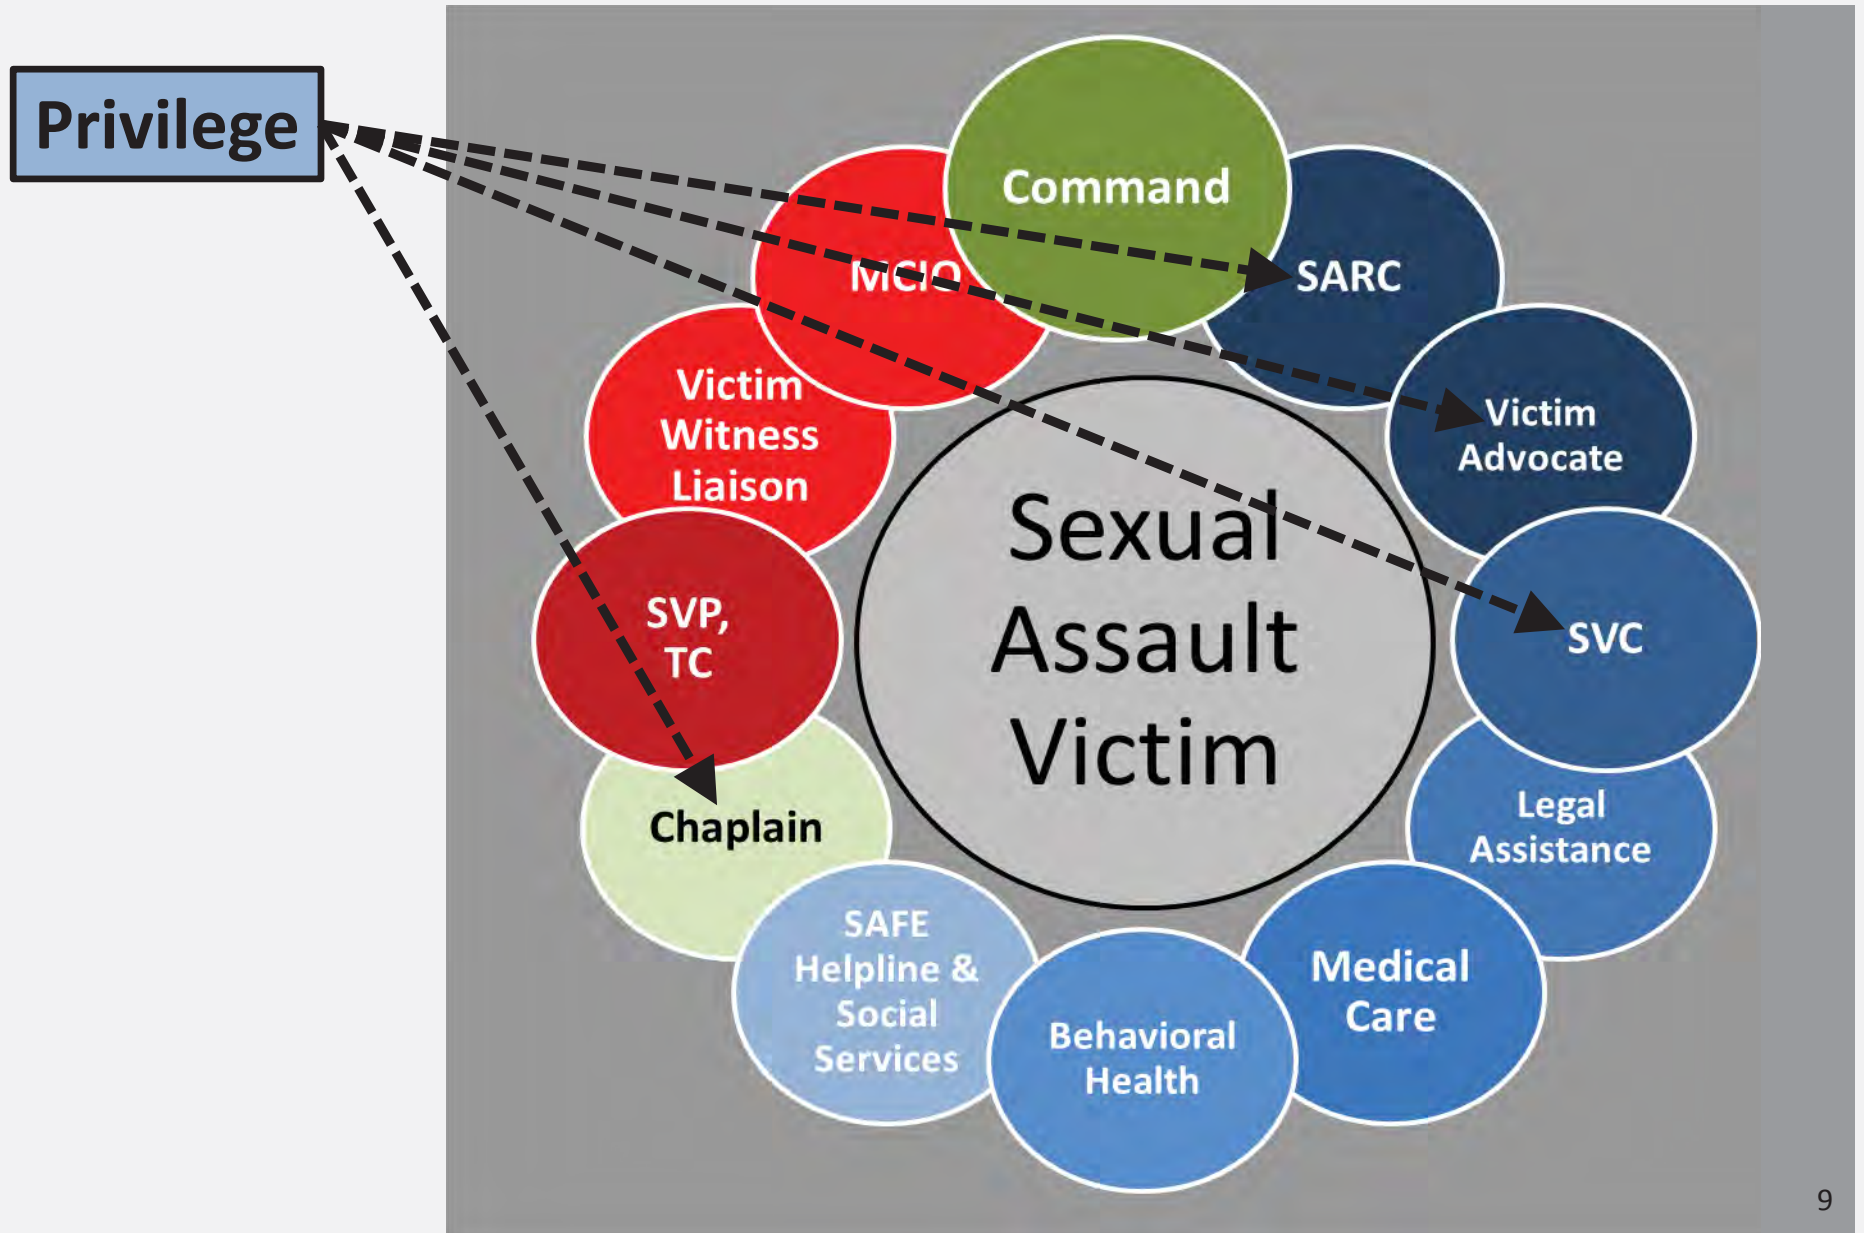 Privilege
Command
SARC
Victim
Advocate
SVC
Legal
Assistance
Medical
Care
Behavioral
Health
SAFE
Helpline &
Social
Services
Chaplain
SVP,
TC
Victim
Witness
Liaison
MCIO
Sexual
Assault
Victim
9